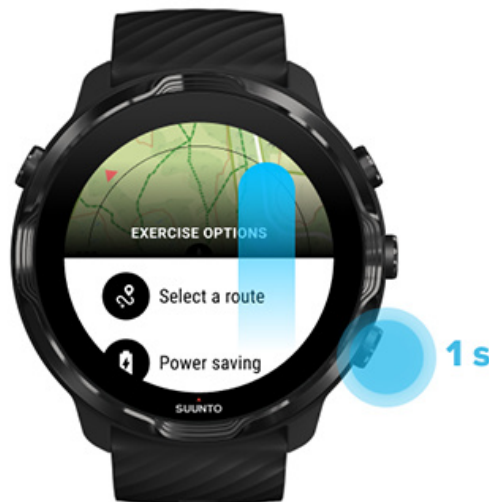 EXERCISE OPTIONS
Select a route
1 s
Power saving
SUUNTO